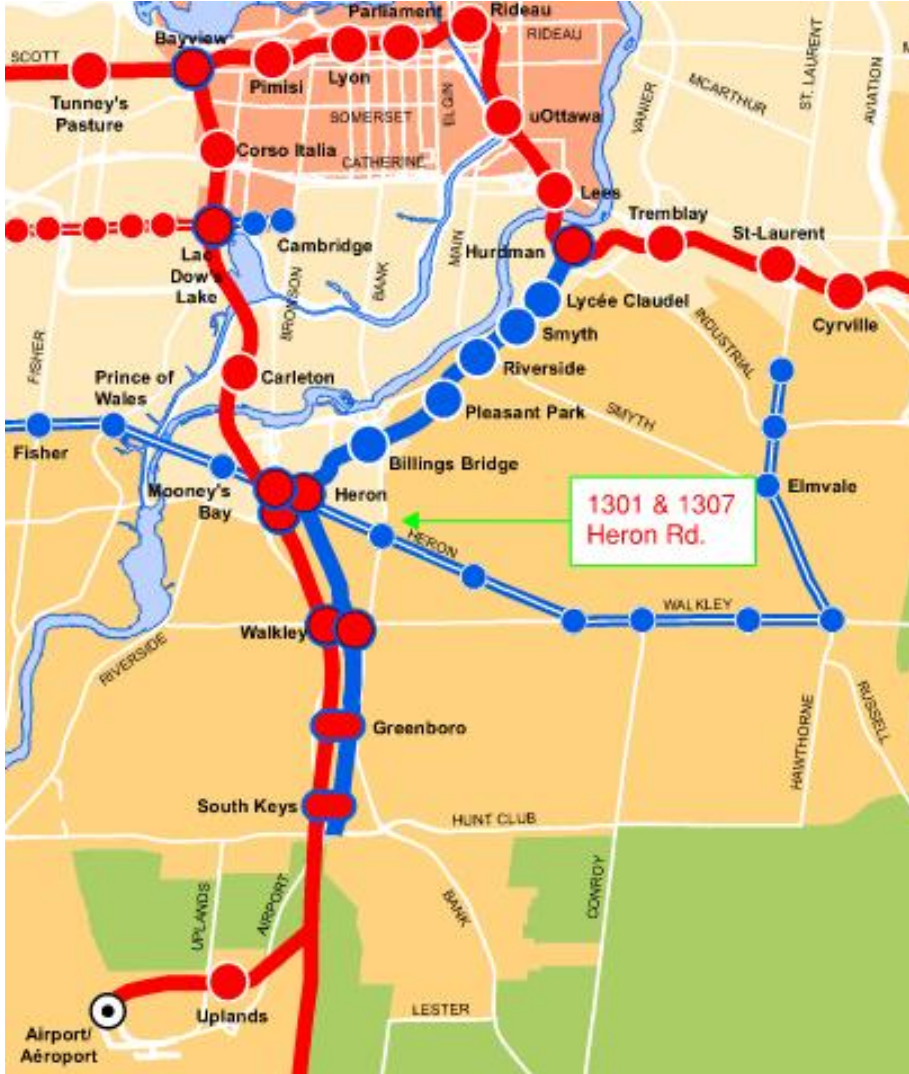 Parliament
Rideau
Bayview
RIDEAU
SCOTT
Pimisi
Lyon
ELGIN
ST. LAURENT
AVIATION
MCARTHUR
VANIER
Tunney's
Pasture
SOMERSET
uOttawa
Corso Italia
CATHERINE
Lees
Tremblay
St-Laurent
Cambridge
MAIN
Hurdman
Lac
Dow's
Lake
BRONSON
BANK
Lycée Claudel
Cyrville
Smyth
INDUSTRIAL
FISHER
Riverside
Prince of
Wales
Carleton
SMYTH
Pleasant Park
Fisher
Billings Bridge
Mooney's
Bay
Heron
Elmvale
1301 & 1307
Heron Rd.
HERON
WALKLEY
Walkley
RIVERSIDE
RUSSELL
Greenboro
HAWTHORNE
South Keys
HUNT CLUB
UPLANDS
AIRPORT
BANK
CONROY
Uplands
LESTER
Airport/
Aéroport